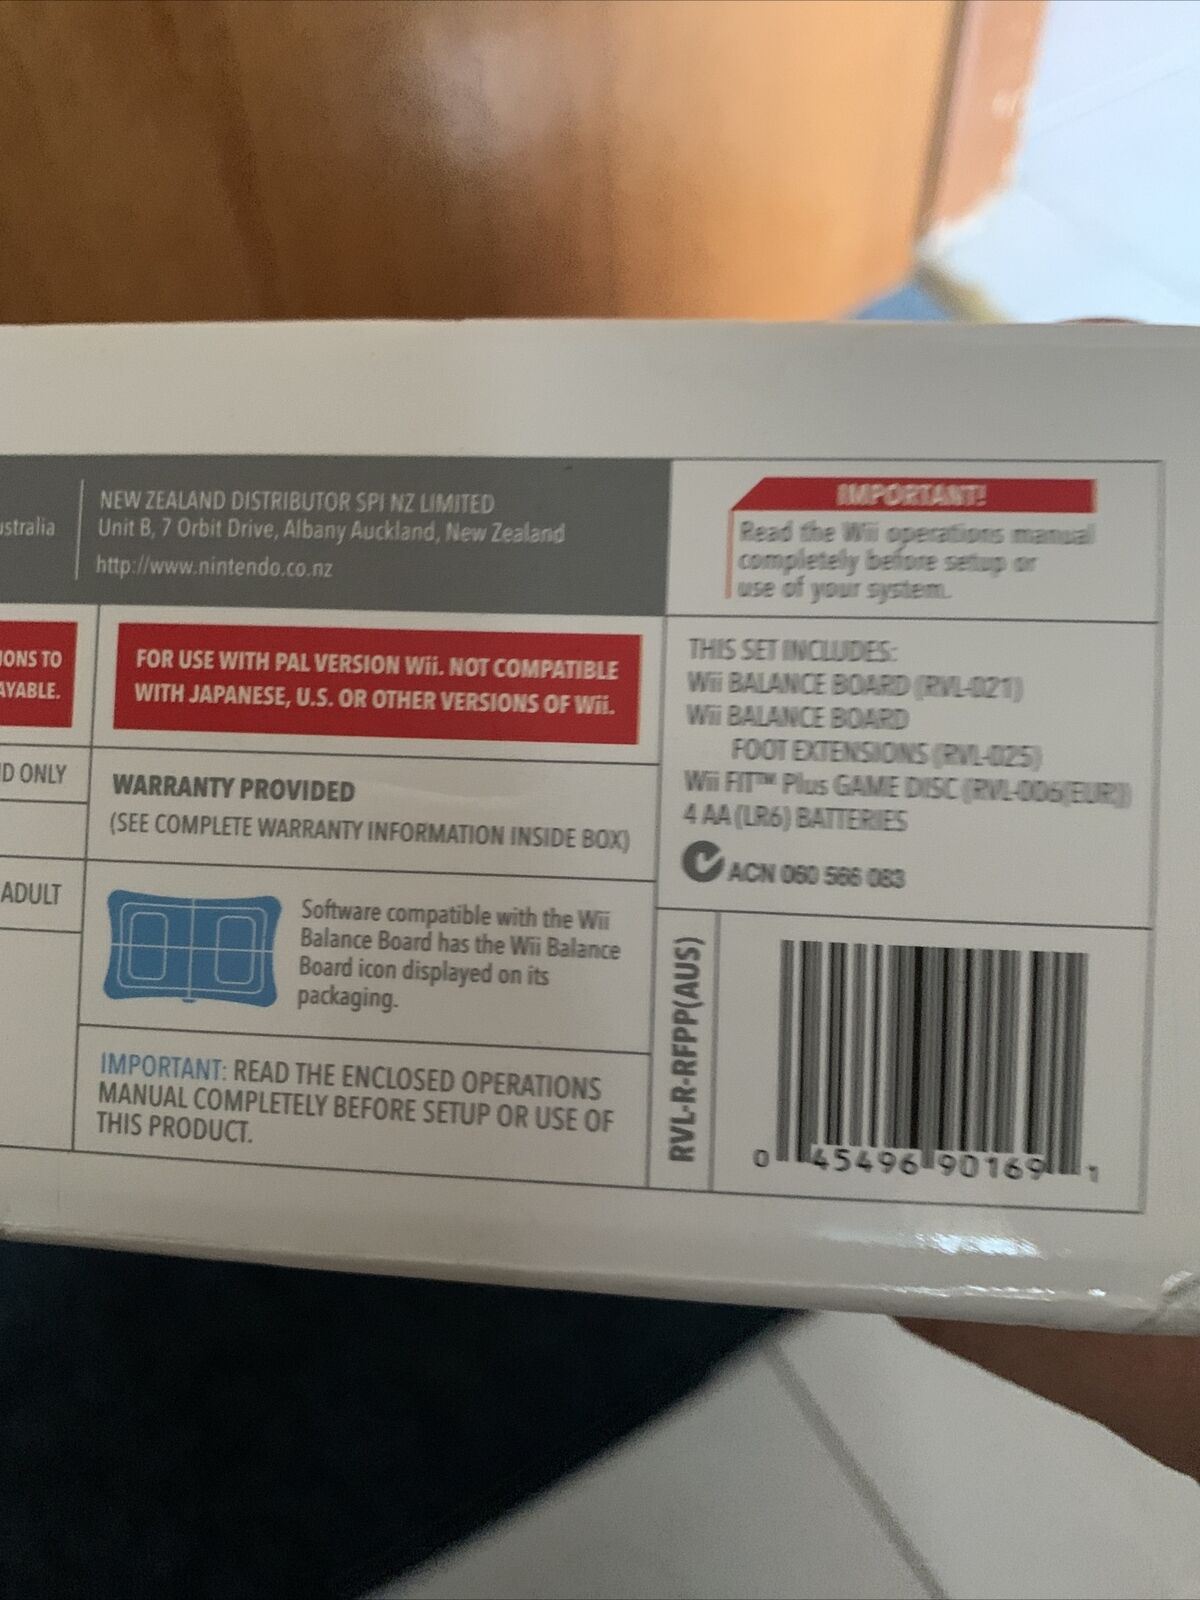 ustralia
NEW ZEALAND DISTRIBUTOR SPI NZ LIMITED
Unit B, 7 Orbit Drive, Albany Auckland, New Zealand
http://www.nintendo.co.nz
IONS TO
AYABLE.
D ONLY
ADULT
FOR USE WITH PAL VERSION Wii. NOT COMPATIBLE
WITH JAPANESE, U.S. OR OTHER VERSIONS OF Wii.
WARRANTY PROVIDED
(SEE COMPLETE WARRANTY INFORMATION INSIDE BOX)
Software compatible with the Wii
Balance Board has the Wii Balance
Board icon displayed on its
packaging.
IMPORTANT: READ THE ENCLOSED OPERATIONS
MANUAL COMPLETELY BEFORE SETUP OR USE OF
THIS PRODUCT.
IMPORTANT!
Read the Wii operations manual
completely before setup or
use of your system.
THIS SET INCLUDES:
Wii BALANCE BOARD (RVL-021)
Wii BALANCE BOARD
FOOT EXTENSIONS (RVL-025)
Wii FIT™ Plus GAME DISC (RVL-006(EUR))
4 AA (LR6) BATTERIES
ACN 060 566 083
RVL-R-RFPP(AUS)
0 45496 90169 1